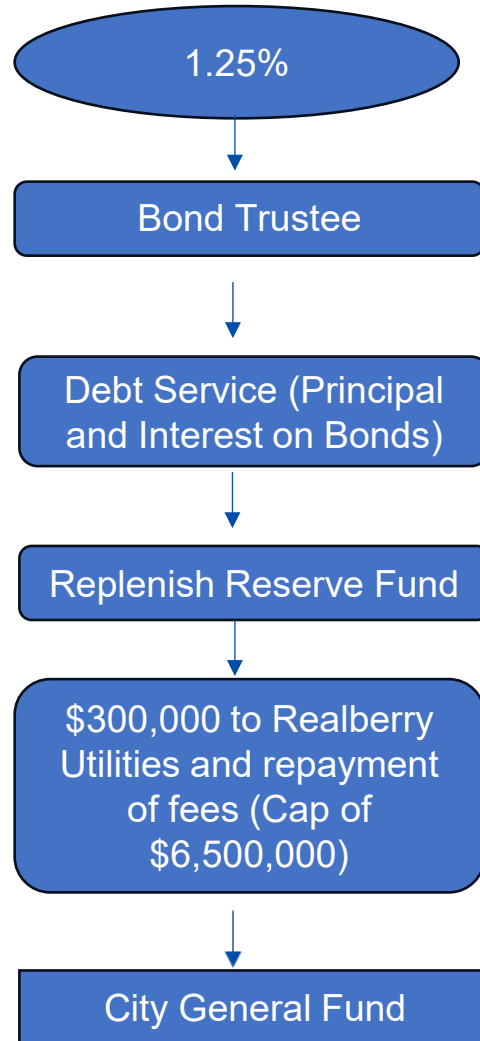 1.25%
Bond Trustee
Debt Service (Principal
and Interest on Bonds)
Replenish Reserve Fund
$300,000 to Realberry
Utilities and repayment
of fees (Cap of
$6,500,000)
City General Fund